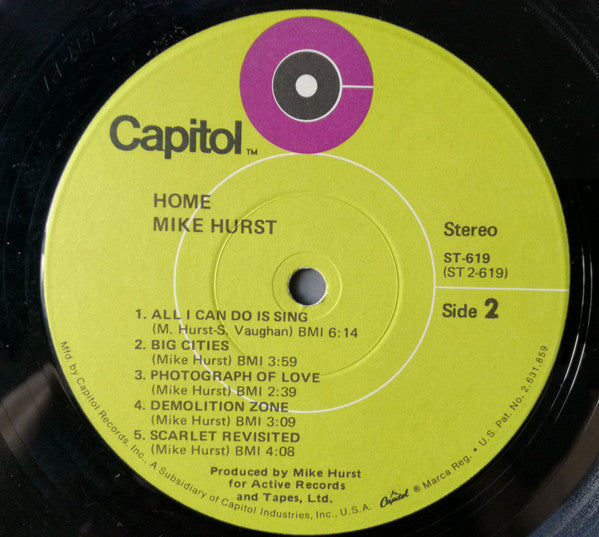 Capitol™
HOME
MIKE HURST
Stereo
ST-619
(ST 2-619)
Side 2
1. ALL I CAN DO IS SING
(M. Hurst-S. Vaughan) BMI 6:14
2. BIG CITIES
(Mike Hurst) BMI 3:59
3. PHOTOGRAPH OF LOVE
(Mike Hurst) BMI 2:39
4. DEMOLITION ZONE
(Mike Hurst) BMI 3:09
5. SCARLET REVISITED
(Mike Hurst) BMI 4:08
Produced by Mike Hurst
for Active Records
and Tapes, Ltd.
Mfd. by Capitol Records, Inc., A Subsidiary of Capitol Industries, Inc., U.S.A. Capitol ® Marca Reg. • U.S. Pat. No. 2,631,859